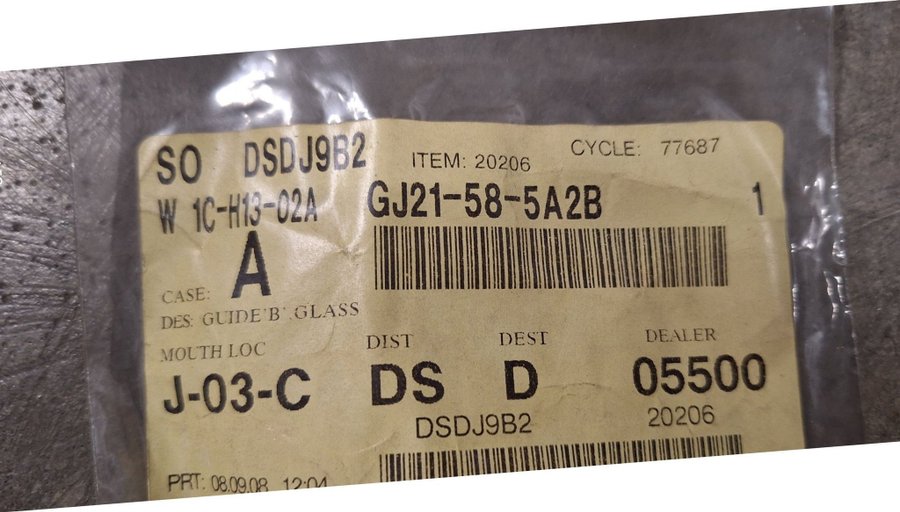 SO DSDJ9B2 ITEM: 20206 CYCLE: 77687
W 1C-H13-02A GJ21-58-5A2B 1
CASE: A
DES: GUIDE'B'.GLASS
MOUTH LOC DIST DEST DEALER
J-03-C DS D 05500
DSDJ9B2 20206
PRT: 08.09.08 12:04